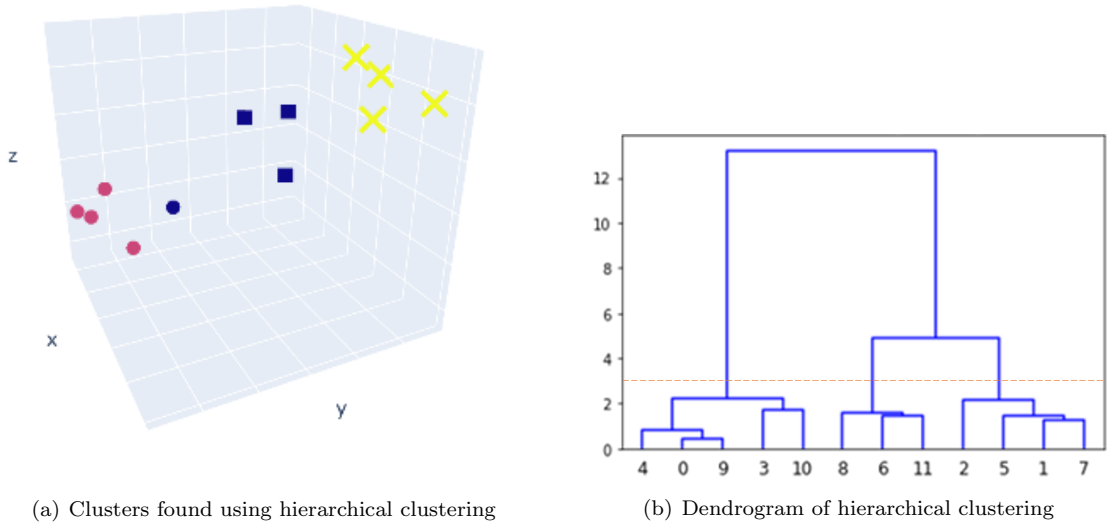 z
x
y
12
10
8
6
4
2
0
4 0 9 3 10 8 6 11 2 5 1 7
(a) Clusters found using hierarchical clustering
(b) Dendrogram of hierarchical clustering